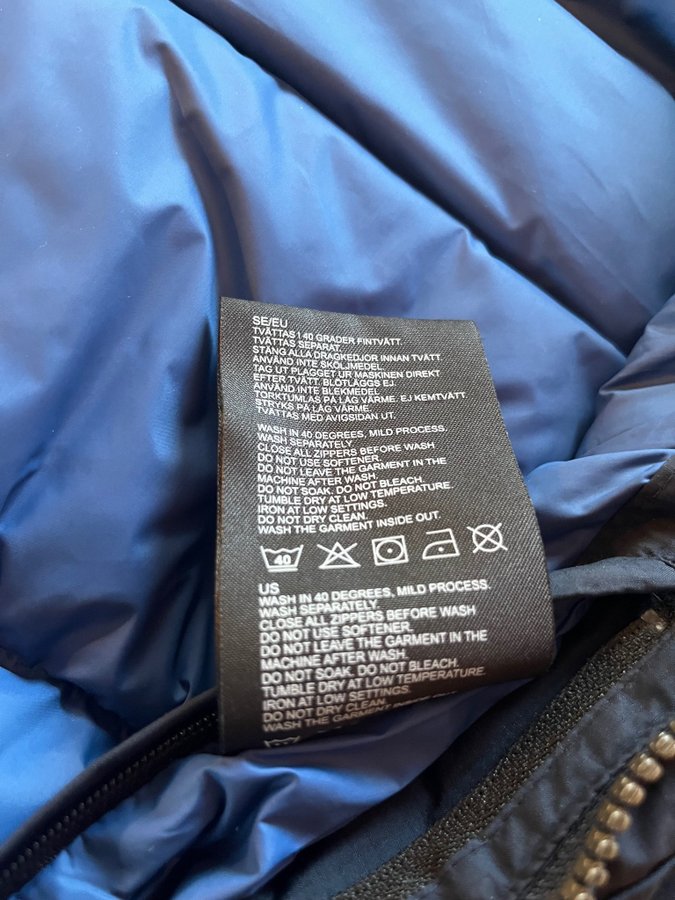 SE/EU
TVÄTTAS I 40 GRADER FINTVÄTT.
TVÄTTAS SEPARAT.
STÄNG ALLA DRAGKEDJOR INNAN TVÄTT.
ANVÄND INTE SKÖLJMEDEL.
TAG UT PLAGGET UR MASKINEN DIREKT
EFTER TVÄTT. BLÖTLÄGGS EJ.
ANVÄND INTE BLEKMEDEL.
TORKTUMLAS PÅ LÅG VÄRME. EJ KEMTVÄTT.
STRYKS PÅ LÅG VÄRME.
TVÄTTAS MED AVIGSIDAN UT.
WASH IN 40 DEGREES, MILD PROCESS.
WASH SEPARATELY
CLOSE ALL ZIPPERS BEFORE WASH
DO NOT USE SOFTENER.
DO NOT LEAVE THE GARMENT IN THE
MACHINE AFTER WASH.
DO NOT SOAK. DO NOT BLEACH.
TUMBLE DRY AT LOW TEMPERATURE.
IRON AT LOW SETTINGS.
DO NOT DRY CLEAN.
WASH THE GARMENT INSIDE OUT.
40
US
WASH IN 40 DEGREES, MILD PROCESS.
WASH SEPARATELY
CLOSE ALL ZIPPERS BEFORE WASH
DO NOT USE SOFTENER.
DO NOT LEAVE THE GARMENT IN THE
MACHINE AFTER WASH.
DO NOT SOAK. DO NOT BLEACH.
TUMBLE DRY AT LOW TEMPERATURE.
IRON AT LOW SETTINGS.
DO NOT DRY CLEAN.
WASH THE GARMENT INSIDE OUT.